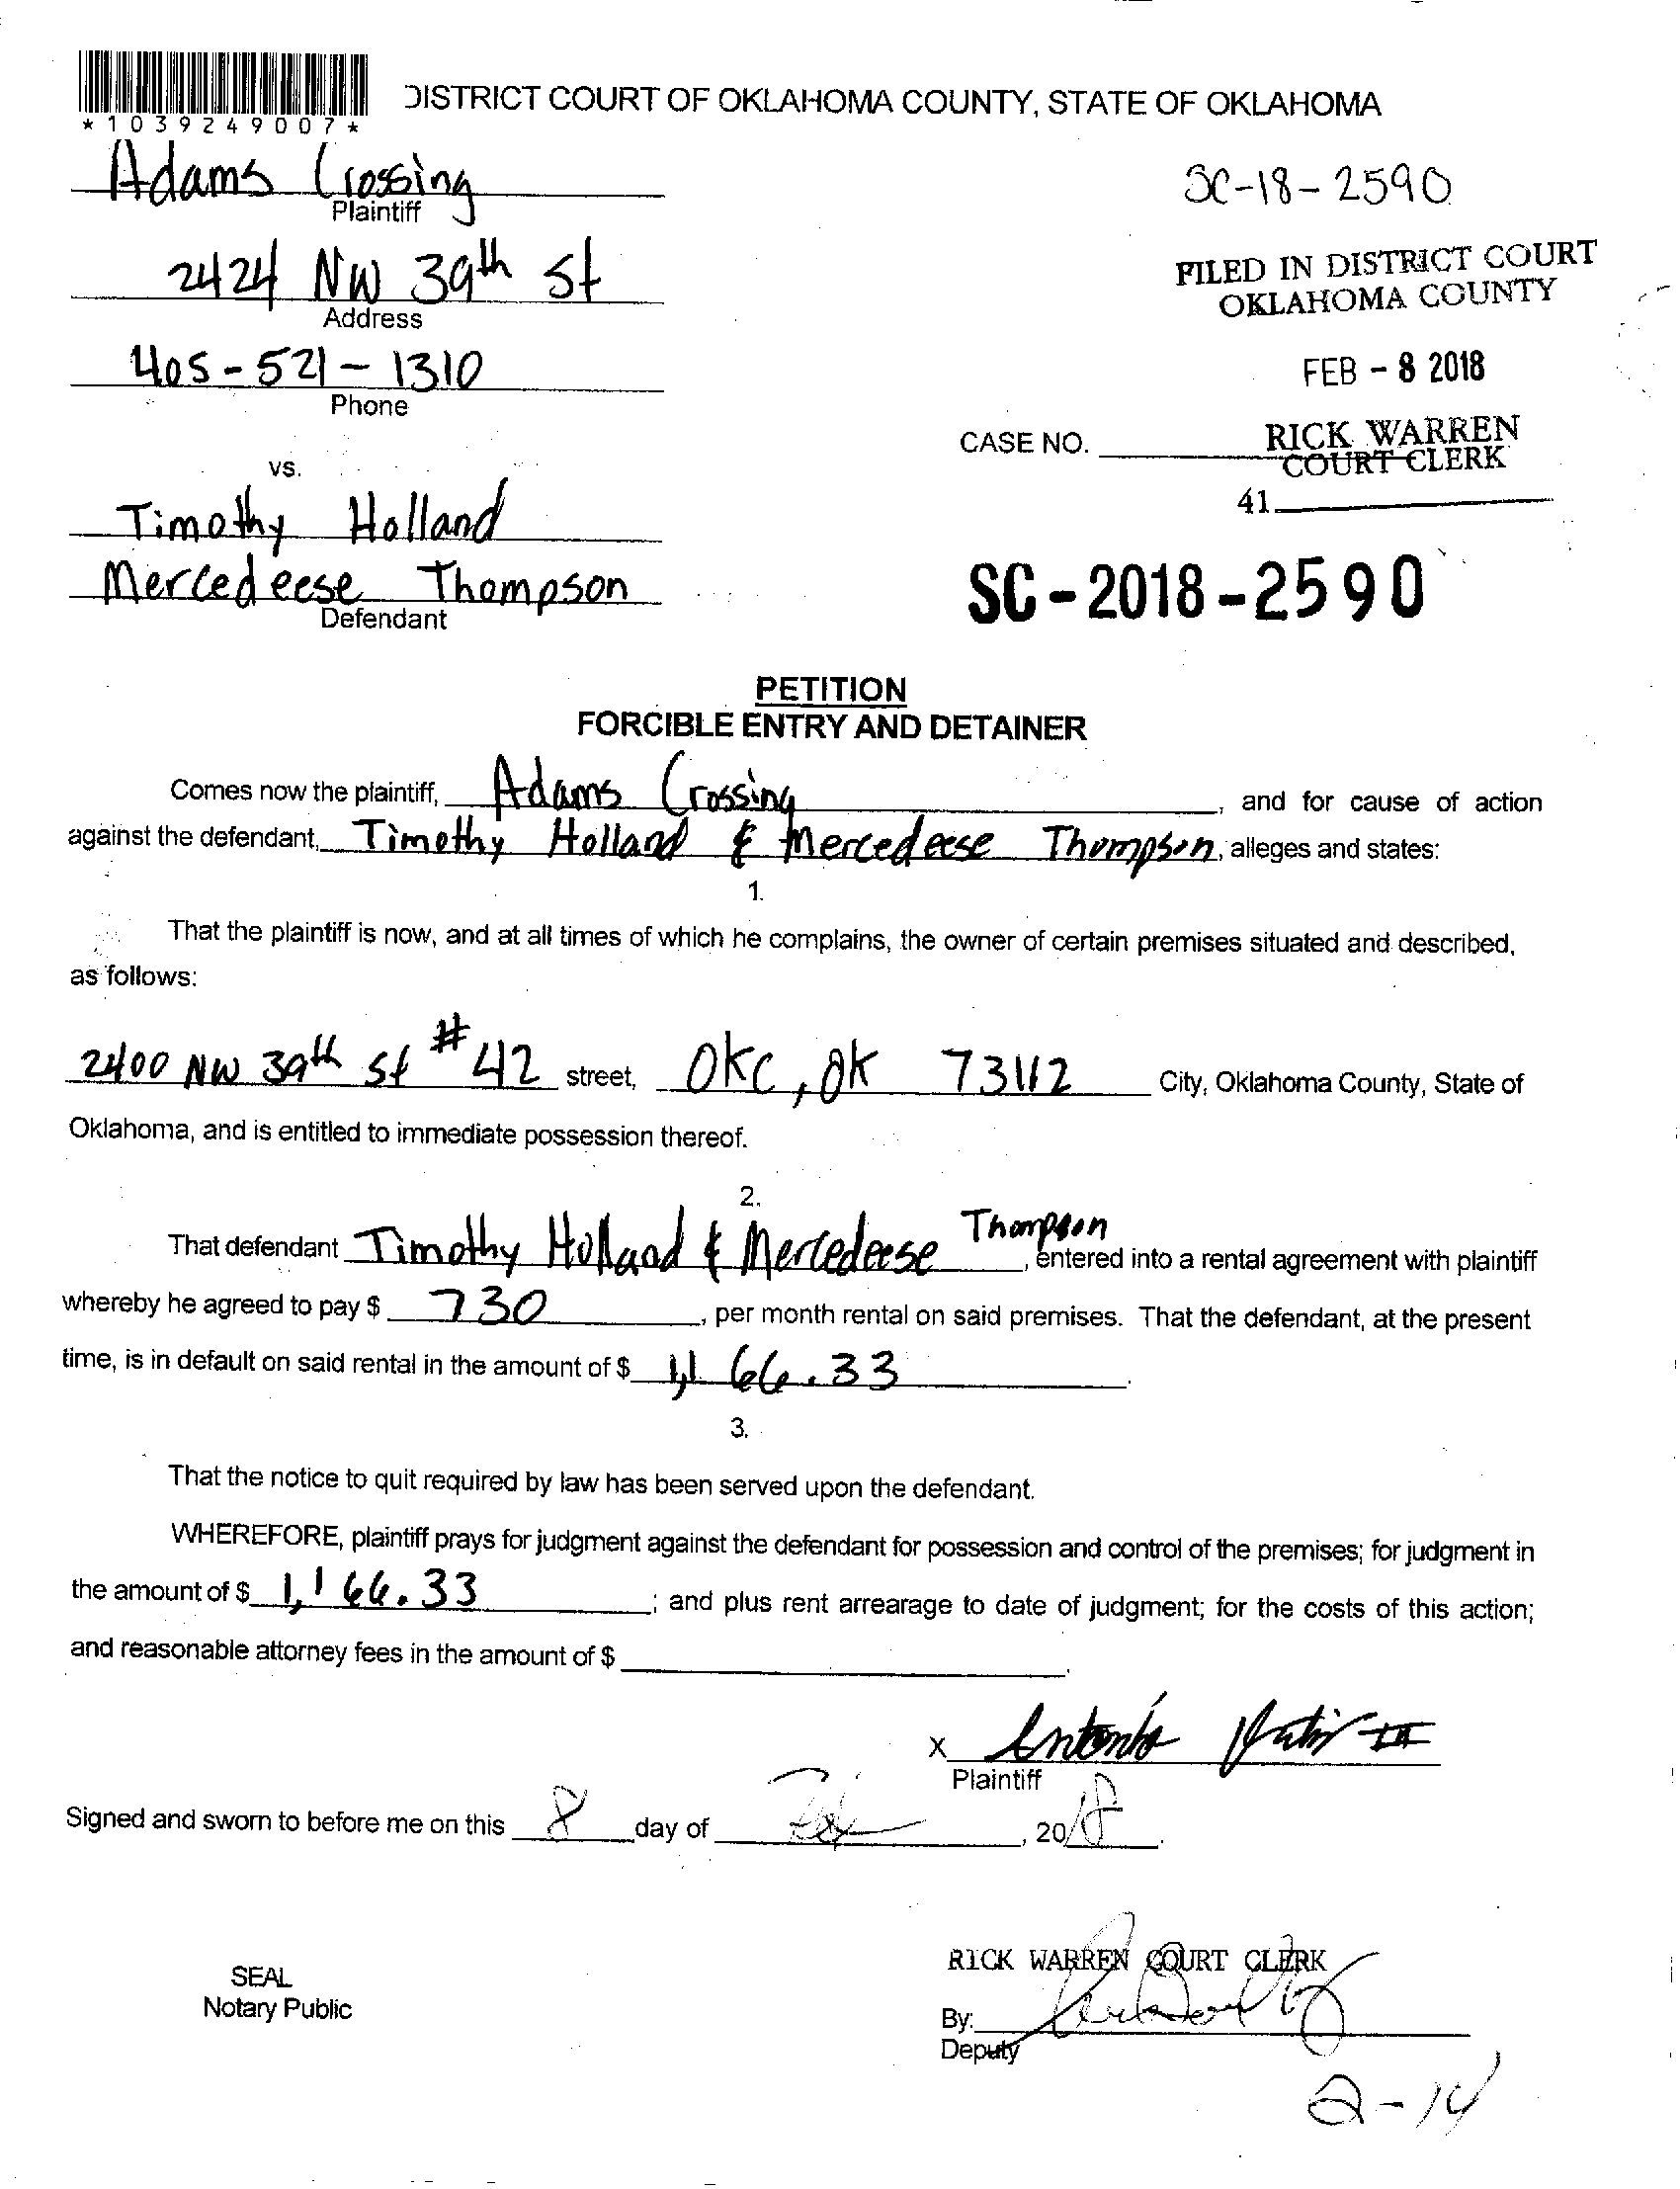 *1039249007*
DISTRICT COURT OF OKLAHOMA COUNTY, STATE OF OKLAHOMA
Adams Crossing
Plaintiff
SC-18-2590
2424 NW 39th St
Address
FILED IN DISTRICT COURT
OKLAHOMA COUNTY
405-521-1310
Phone
FEB - 8 2018
CASE NO.
RICK WARREN
COURT CLERK
vs.
41
Timothy Holland
Mercedeese Thompson
Defendant
SC-2018-2590
PETITION
FORCIBLE ENTRY AND DETAINER
Comes now the plaintiff, Adams Crossing, and for cause of action
against the defendant, Timothy Holland & Mercedeese Thompson, alleges and states:
1.
That the plaintiff is now, and at all times of which he complains, the owner of certain premises situated and described,
as follows:
2400 NW 39th St #42 street, OKC, OK 73112 City, Oklahoma County, State of
Oklahoma, and is entitled to immediate possession thereof.
2.
That defendant Timothy Holland & Mercedeese Thompson, entered into a rental agreement with plaintiff
whereby he agreed to pay $ 730, per month rental on said premises. That the defendant, at the present
time, is in default on said rental in the amount of $ 1,166.33.
3.
That the notice to quit required by law has been served upon the defendant.
WHEREFORE, plaintiff prays for judgment against the defendant for possession and control of the premises; for judgment in
the amount of $ 1,166.33; and plus rent arrearage to date of judgment; for the costs of this action;
and reasonable attorney fees in the amount of $ .
X Antonio III
Plaintiff
Signed and sworn to before me on this 8 day of Feb, 2018.
RICK WARREN COURT CLERK
SEAL
Notary Public
By:
Deputy
2-14